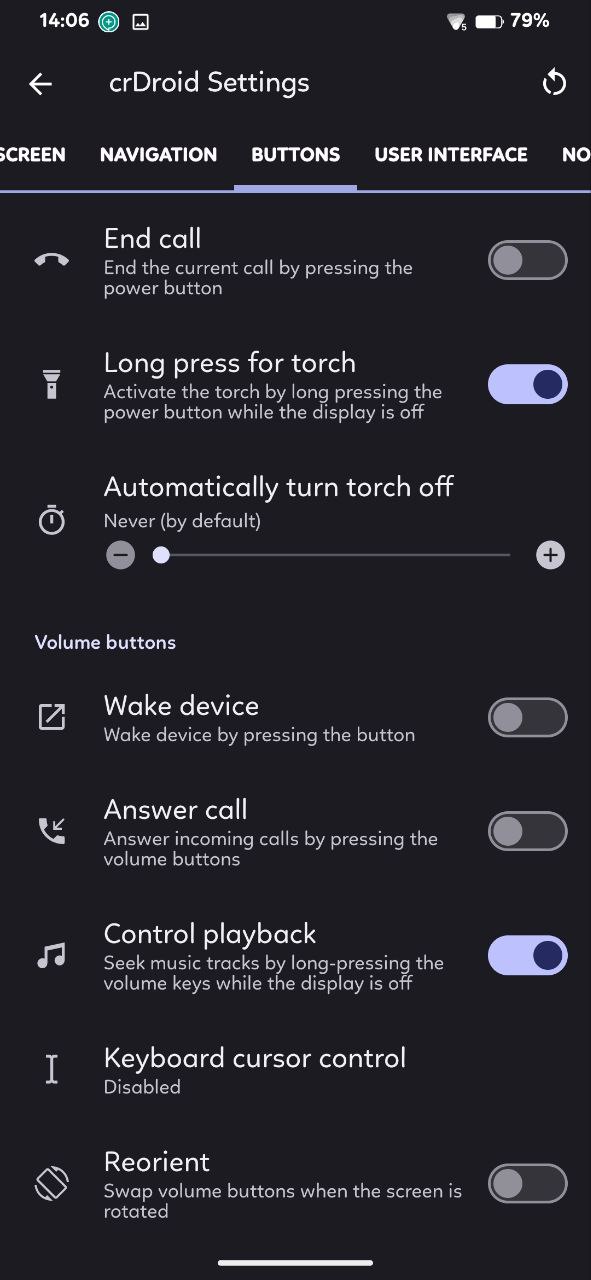 14:06
5 79%
crDroid Settings
SCREEN NAVIGATION BUTTONS USER INTERFACE NO
End call
End the current call by pressing the
power button
Long press for torch
Activate the torch by long pressing the
power button while the display is off
Automatically turn torch off
Never (by default)
Volume buttons
Wake device
Wake device by pressing the button
Answer call
Answer incoming calls by pressing the
volume buttons
Control playback
Seek music tracks by long-pressing the
volume keys while the display is off
Keyboard cursor control
Disabled
Reorient
Swap volume buttons when the screen is
rotated